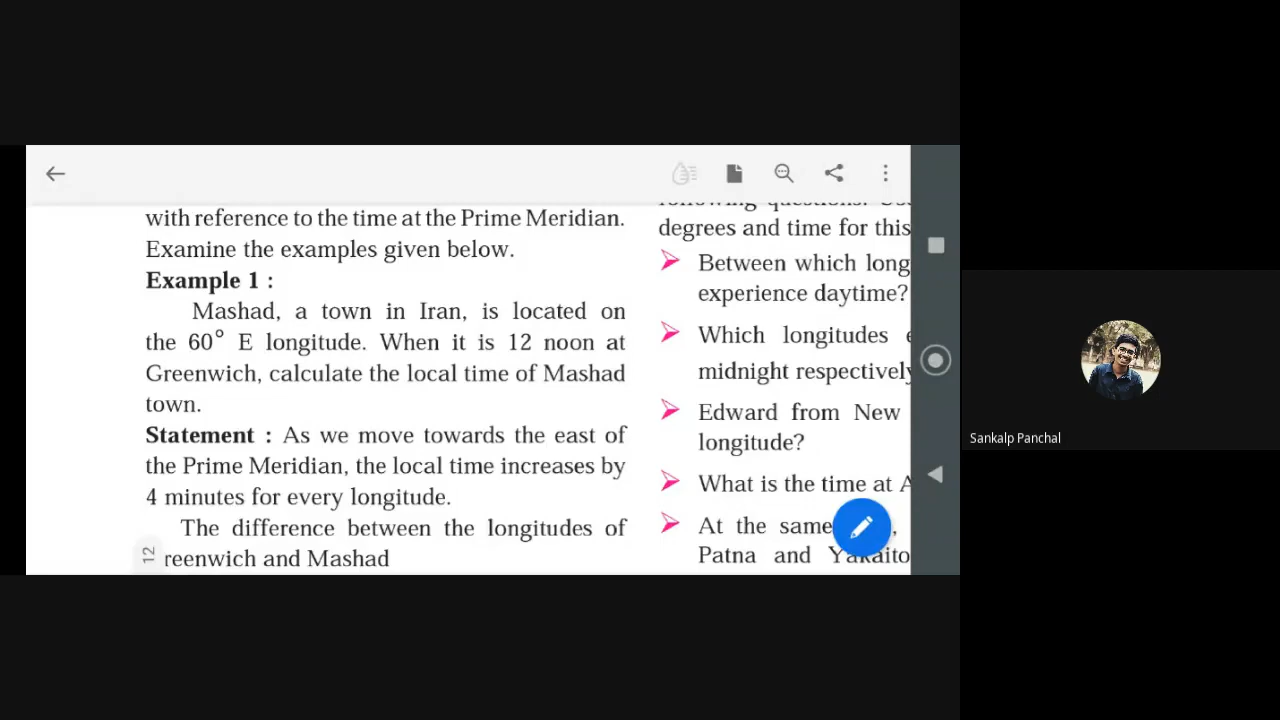 with reference to the time at the Prime Meridian.
Examine the examples given below.
Example 1 :
Mashad, a town in Iran, is located on
the 60° E longitude. When it is 12 noon at
Greenwich, calculate the local time of Mashad
town.
Statement : As we move towards the east of
the Prime Meridian, the local time increases by
4 minutes for every longitude.
The difference between the longitudes of
reenwich and Mashad
12
following questions.
degrees and time for this
Between which long
experience daytime?
Which longitudes e
midnight respectively
Edward from New
longitude?
What is the time at A
At the same ,
Patna and Yakaito
Sankalp Panchal